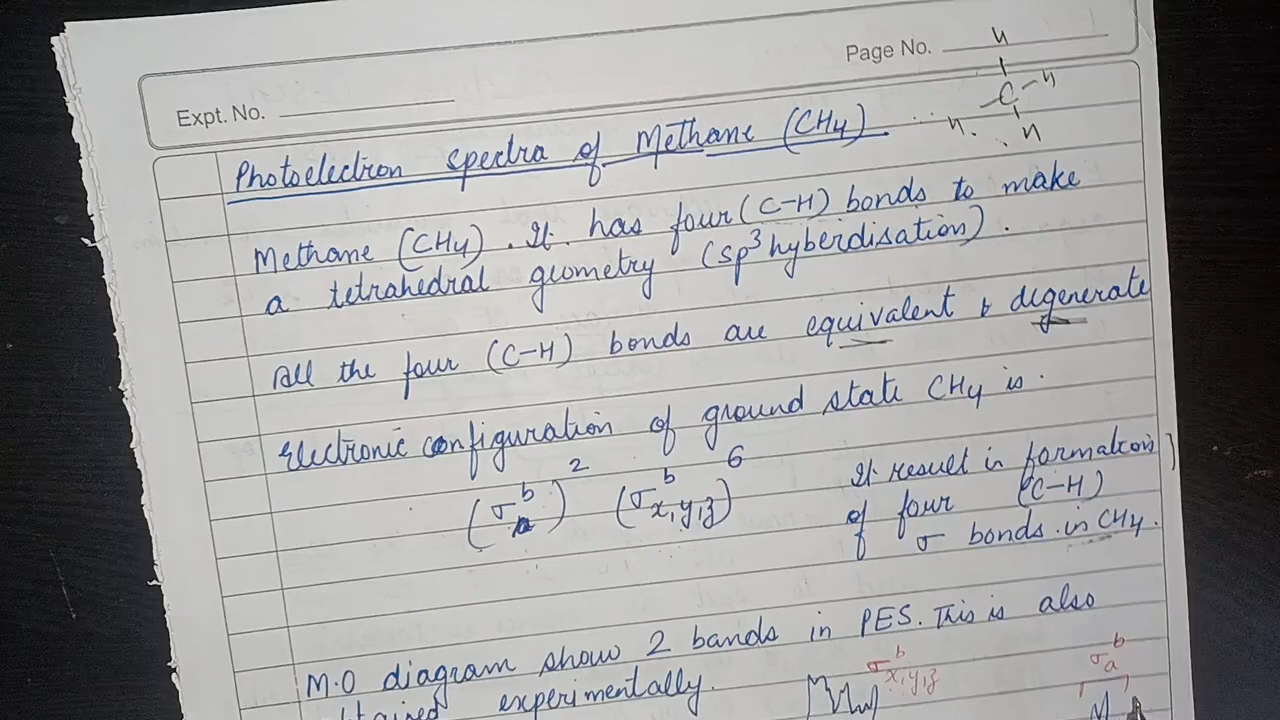 Page No.
Expt. No.
H
C-H
H
H
Photoelectron spectra of Methane (CH4)
Methane (CH4). It has four (C-H) bonds to make
a tetrahedral geometry (sp³ hyberdisation).
All the four (C-H) bonds are equivalent & degenerate
Electronic configuration of ground state CH4 is.
(σₐᵇ)² (σᵇx,y,z)⁶
It result in formation
of four (C-H)
σ bonds in CH4.
M.O diagram show 2 bands in PES. This is also
experimentally.
σᵇx,y,z
σₐᵇ